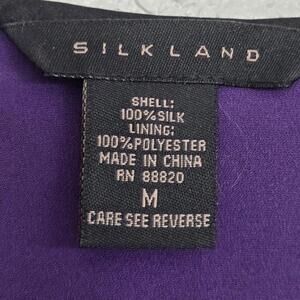 SILKLAND
SHELL:
100%SILK
LINING:
100%POLYESTER
MADE IN CHINA
RN 88820
M
CARE SEE REVERSE